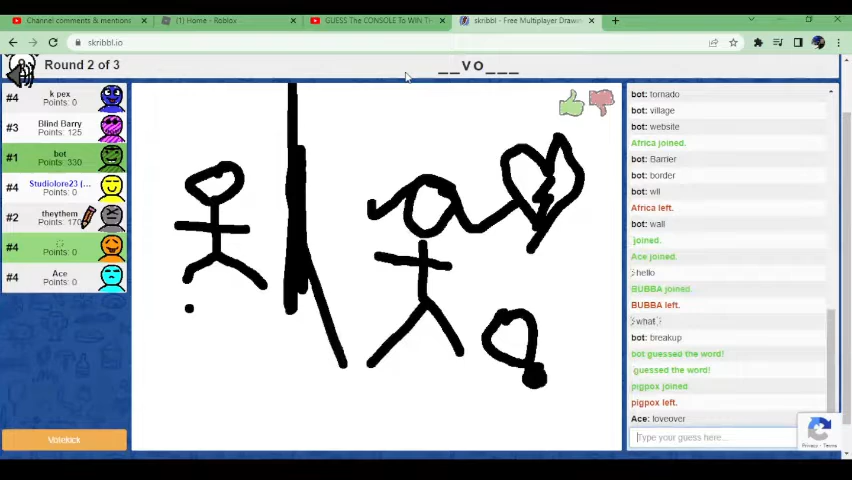 Channel comments & mentions
(1) Home - Roblox
GUESS The CONSOLE To WIN TH
skribbl - Free Multiplayer Drawin
skribbl.io
Round 2 of 3
__VO___
#4 k pex
Points: 0
#3 Blind Barry
Points: 125
#1 bot
Points: 330
#4 Studiolore23 (...
Points: 0
#2 theythem
Points: 170
#4
Points: 0
#4 Ace
Points: 0
Votekick
bot: tornado
bot: village
bot: website
Africa joined.
bot: Barrier
bot: border
bot: wll
Africa left.
bot: wall
joined.
Ace joined.
: hello
BUBBA joined.
BUBBA left.
: what
bot: breakup
bot guessed the word!
guessed the word!
pigpox joined.
pigpox left.
Ace: loveover
Type your guess here...
Privacy - Terms